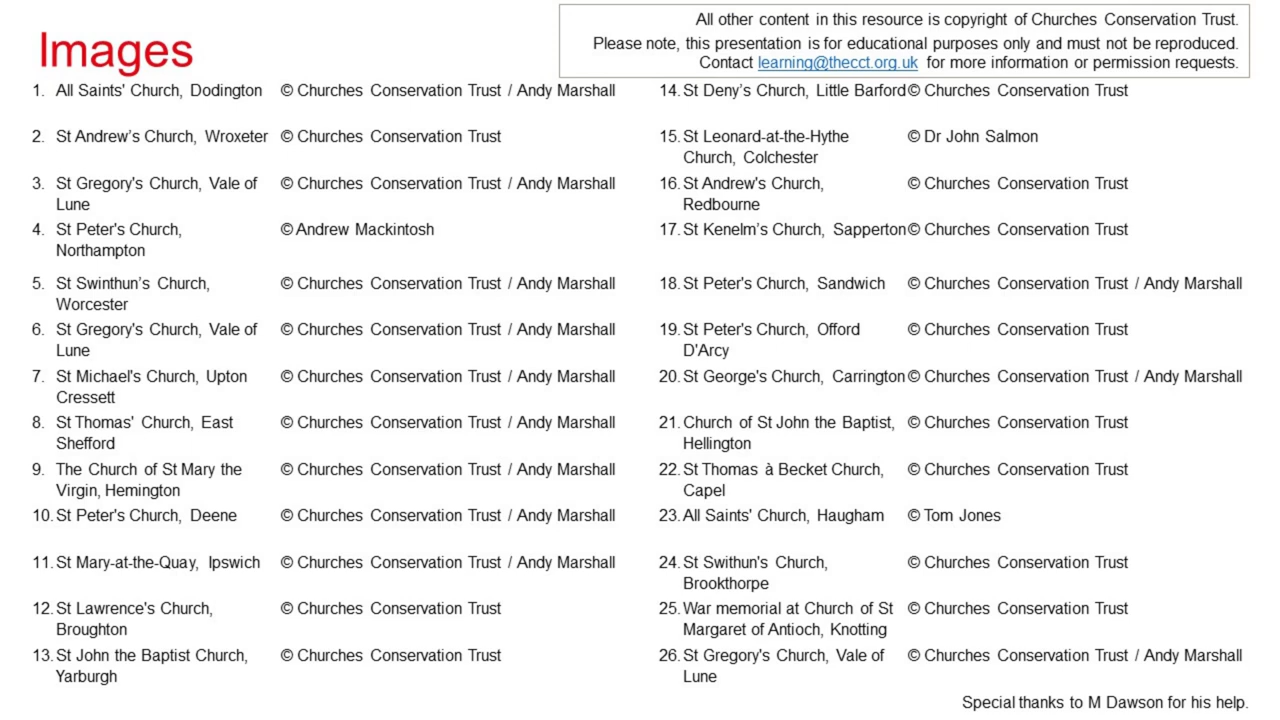 Images
All other content in this resource is copyright of Churches Conservation Trust.
Please note, this presentation is for educational purposes only and must not be reproduced.
Contact learning@thecct.org.uk for more information or permission requests.
1. All Saints' Church, Dodington © Churches Conservation Trust / Andy Marshall
2. St Andrew’s Church, Wroxeter © Churches Conservation Trust
3. St Gregory's Church, Vale of © Churches Conservation Trust / Andy Marshall
Lune
4. St Peter's Church, © Andrew Mackintosh
Northampton
5. St Swinthun’s Church, © Churches Conservation Trust / Andy Marshall
Worcester
6. St Gregory's Church, Vale of © Churches Conservation Trust / Andy Marshall
Lune
7. St Michael's Church, Upton © Churches Conservation Trust / Andy Marshall
Cressett
8. St Thomas' Church, East © Churches Conservation Trust / Andy Marshall
Shefford
9. The Church of St Mary the © Churches Conservation Trust / Andy Marshall
Virgin, Hemington
10. St Peter's Church, Deene © Churches Conservation Trust / Andy Marshall
11. St Mary-at-the-Quay, Ipswich © Churches Conservation Trust / Andy Marshall
12. St Lawrence's Church, © Churches Conservation Trust
Broughton
13. St John the Baptist Church, © Churches Conservation Trust
Yarburgh
14. St Deny’s Church, Little Barford © Churches Conservation Trust
15. St Leonard-at-the-Hythe © Dr John Salmon
Church, Colchester
16. St Andrew's Church, © Churches Conservation Trust
Redbourne
17. St Kenelm’s Church, Sapperton © Churches Conservation Trust
18. St Peter's Church, Sandwich © Churches Conservation Trust / Andy Marshall
19. St Peter's Church, Offord © Churches Conservation Trust
D'Arcy
20. St George's Church, Carrington © Churches Conservation Trust / Andy Marshall
21. Church of St John the Baptist, © Churches Conservation Trust
Hellington
22. St Thomas à Becket Church, © Churches Conservation Trust
Capel
23. All Saints' Church, Haugham © Tom Jones
24. St Swithun's Church, © Churches Conservation Trust
Brookthorpe
25. War memorial at Church of St © Churches Conservation Trust
Margaret of Antioch, Knotting
26. St Gregory's Church, Vale of © Churches Conservation Trust / Andy Marshall
Lune
Special thanks to M Dawson for his help.